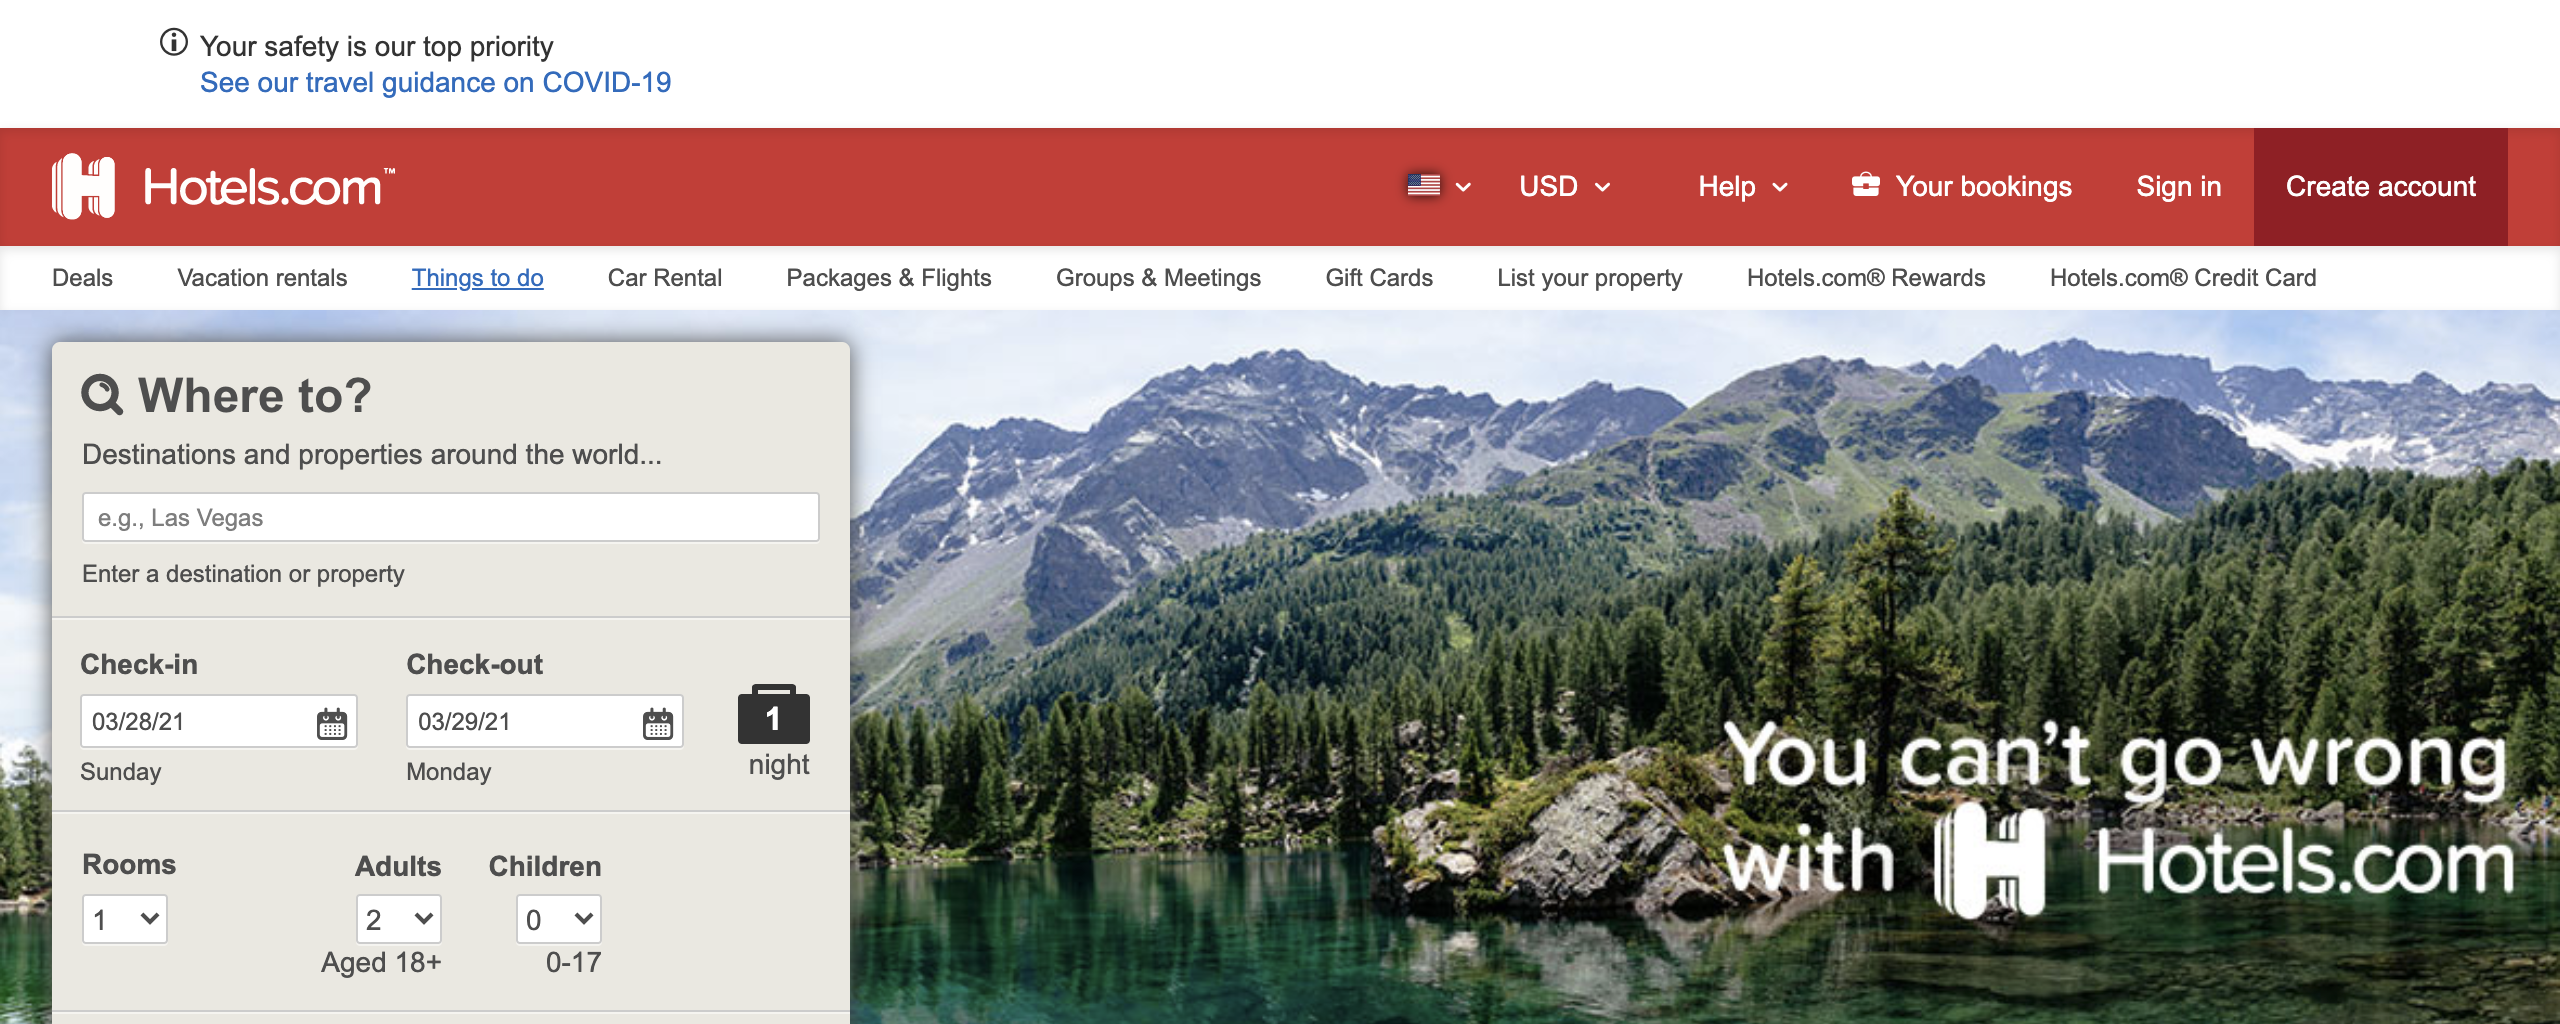 Your safety is our top priority
See our travel guidance on COVID-19
Hotels.com™
USD
Help
Your bookings
Sign in
Create account
Deals
Vacation rentals
Things to do
Car Rental
Packages & Flights
Groups & Meetings
Gift Cards
List your property
Hotels.com® Rewards
Hotels.com® Credit Card
Where to?
Destinations and properties around the world...
e.g., Las Vegas
Enter a destination or property
Check-in
Check-out
03/28/21
03/29/21
1
Sunday
Monday
night
Rooms
Adults
Children
1
2
0
Aged 18+
0-17
You can't go wrong
with H Hotels.com